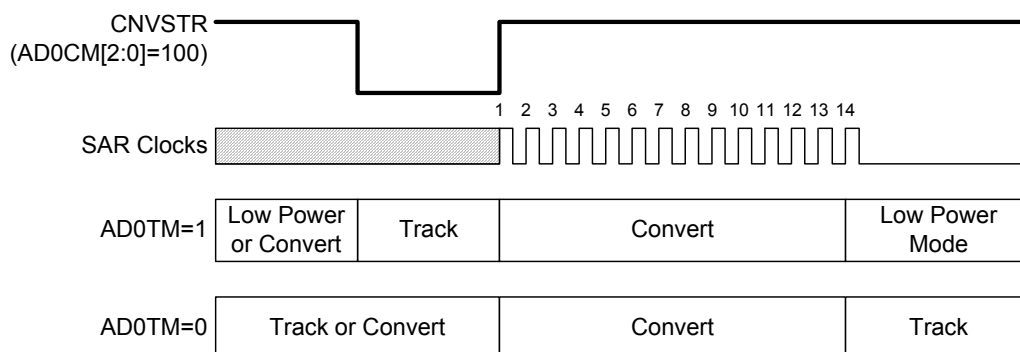 CNVSTR
(AD0CM[2:0]=100)
1 2 3 4 5 6 7 8 9 10 11 12 13 14
SAR Clocks
AD0TM=1
Low Power
or Convert
Track
Convert
Low Power
Mode
AD0TM=0
Track or Convert
Convert
Track